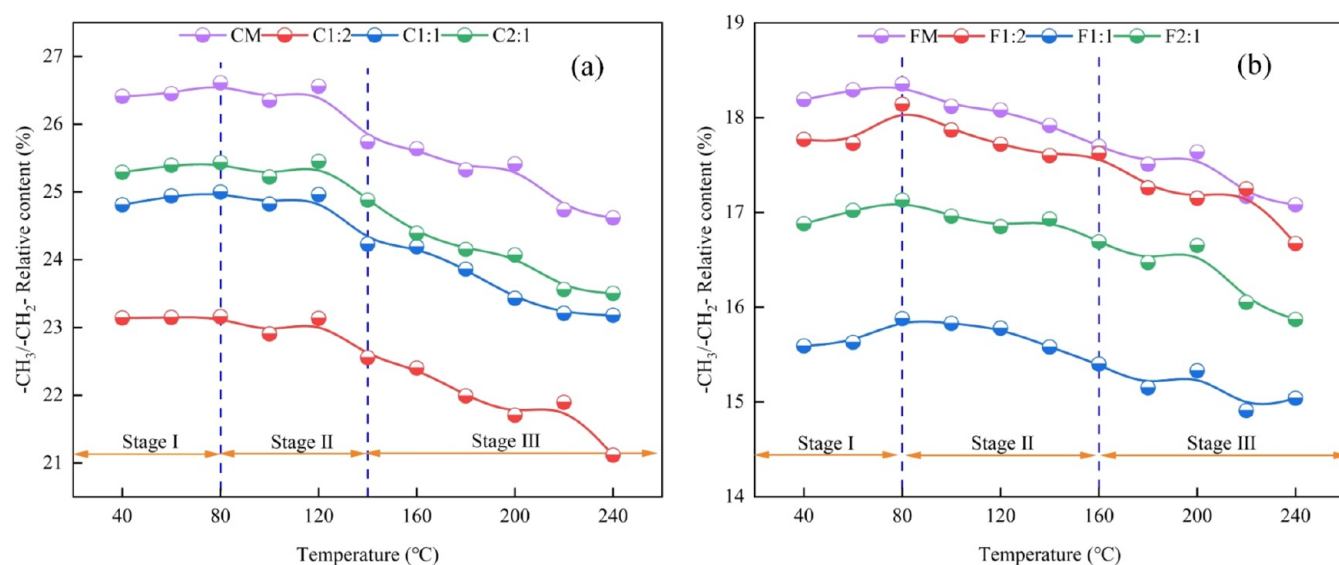 CM C1:2 C1:1 C2:1
(a)
27
26
25
24
23
22
21
-CH₃/-CH₂- Relative content (%)
Stage I Stage II Stage III
40 80 120 160 200 240
Temperature (℃)
FM F1:2 F1:1 F2:1
(b)
19
18
17
16
15
14
-CH₃/-CH₂- Relative content (%)
Stage I Stage II Stage III
40 80 120 160 200 240
Temperature (℃)